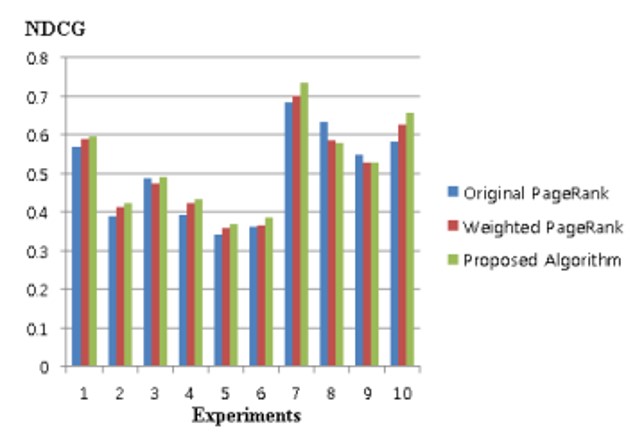 NDCG
0.8
0.7
0.6
0.5
0.4
0.3
0.2
0.1
0
1 2 3 4 5 6 7 8 9 10
Experiments
Original PageRank
Weighted PageRank
Proposed Algorithm